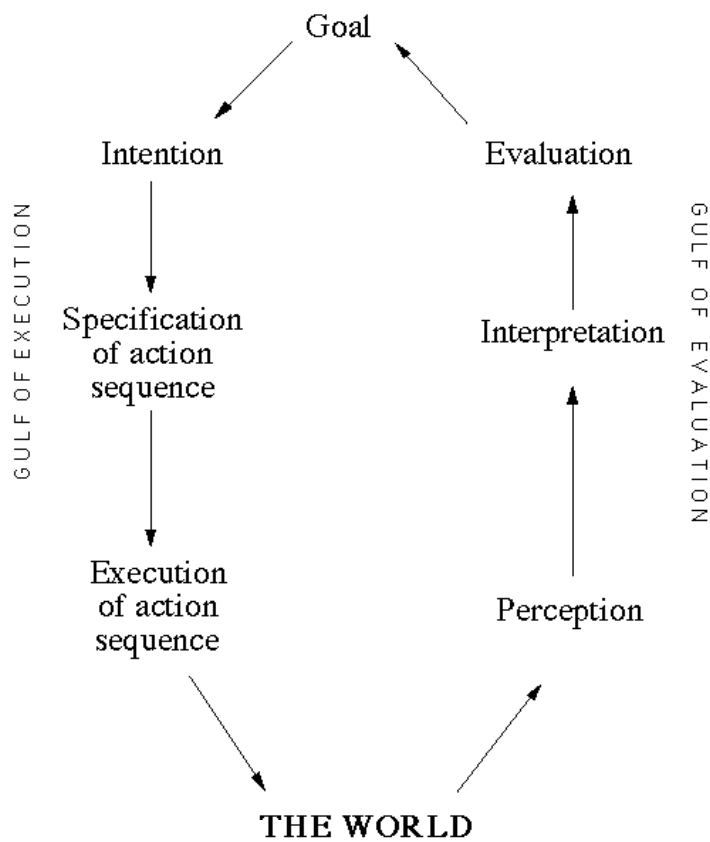 Goal
Intention
Evaluation
GULF OF EXECUTION
GULF OF EVALUATION
Specification
of action
sequence
Interpretation
Execution
of action
sequence
Perception
THE WORLD